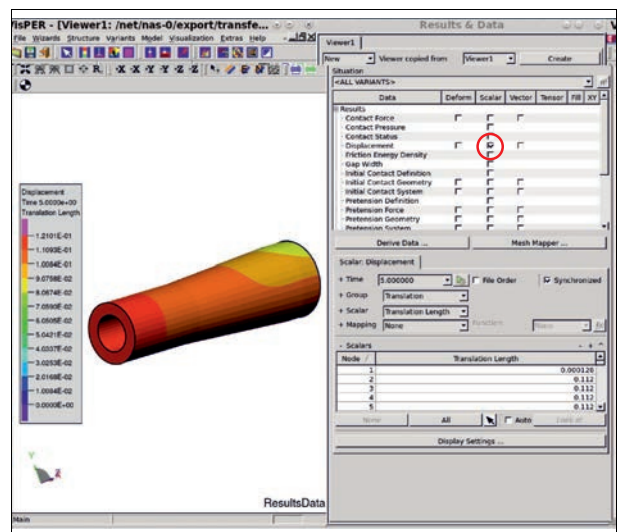 VisPER - [Viewer1: /net/nas-0/export/transfe...
File Wizards Structure Variants Model Visualization Extras Help
Displacement
Time 5.0000e+00
Translation Length
1.2101E-01
1.1093E-01
1.0084E-01
9.0758E-02
8.0674E-02
7.0590E-02
6.0506E-02
5.0421E-02
4.0337E-02
3.0253E-02
2.0168E-02
1.0084E-02
0.0000E+00
Y
Z
ResultsData
Main
Results & Data
Viewer1
New Viewer copied from Viewer1 Create
Situation
<ALL VARIANTS>
Data Deform Scalar Vector Tensor Fill XY
Results
Contact Force
Contact Pressure
Contact Status
Displacement
Friction Energy Density
Gap Width
Initial Contact Definition
Initial Contact Geometry
Initial Contact System
Pretension Definition
Pretension Force
Pretension Geometry
Pretension System
Derive Data ... Mesh Mapper ...
Scalar: Displacement
+ Time 5.000000 File Order Synchronized
+ Group Translation
+ Scalar Translation Length
+ Mapping None Function None
- Scalars - +
Node / Translation Length
1 0.000128
2 0.112
3 0.112
4 0.112
5 0.112
None All Auto
Display Settings ...